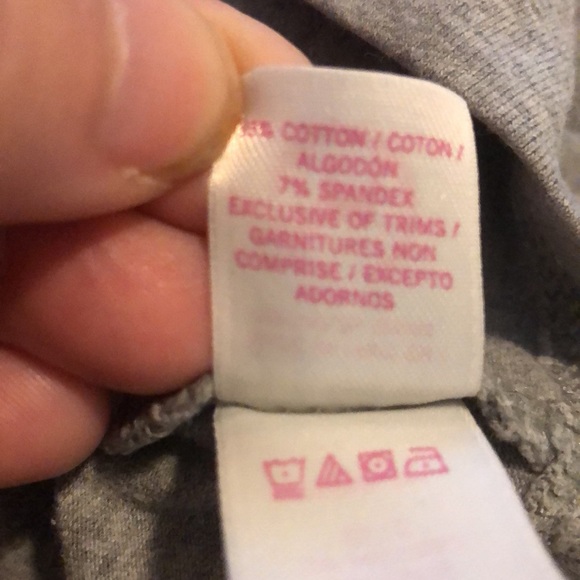 COTTON / COTON /
ALGODÓN
7% SPANDEX
EXCLUSIVE OF TRIMS /
GARNITURES NON
COMPRISE / EXCEPTO
ADORNOS